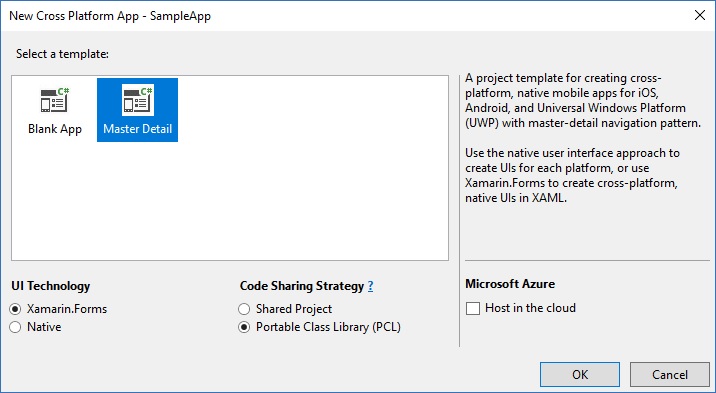 New Cross Platform App - SampleApp
Select a template:
C#
Blank App
C#
Master Detail
A project template for creating cross-
platform, native mobile apps for iOS,
Android, and Universal Windows Platform
(UWP) with master-detail navigation pattern.
Use the native user interface approach to
create UIs for each platform, or use
Xamarin.Forms to create cross-platform,
native UIs in XAML.
UI Technology
Xamarin.Forms
Native
Code Sharing Strategy ?
Shared Project
Portable Class Library (PCL)
Microsoft Azure
Host in the cloud
OK
Cancel